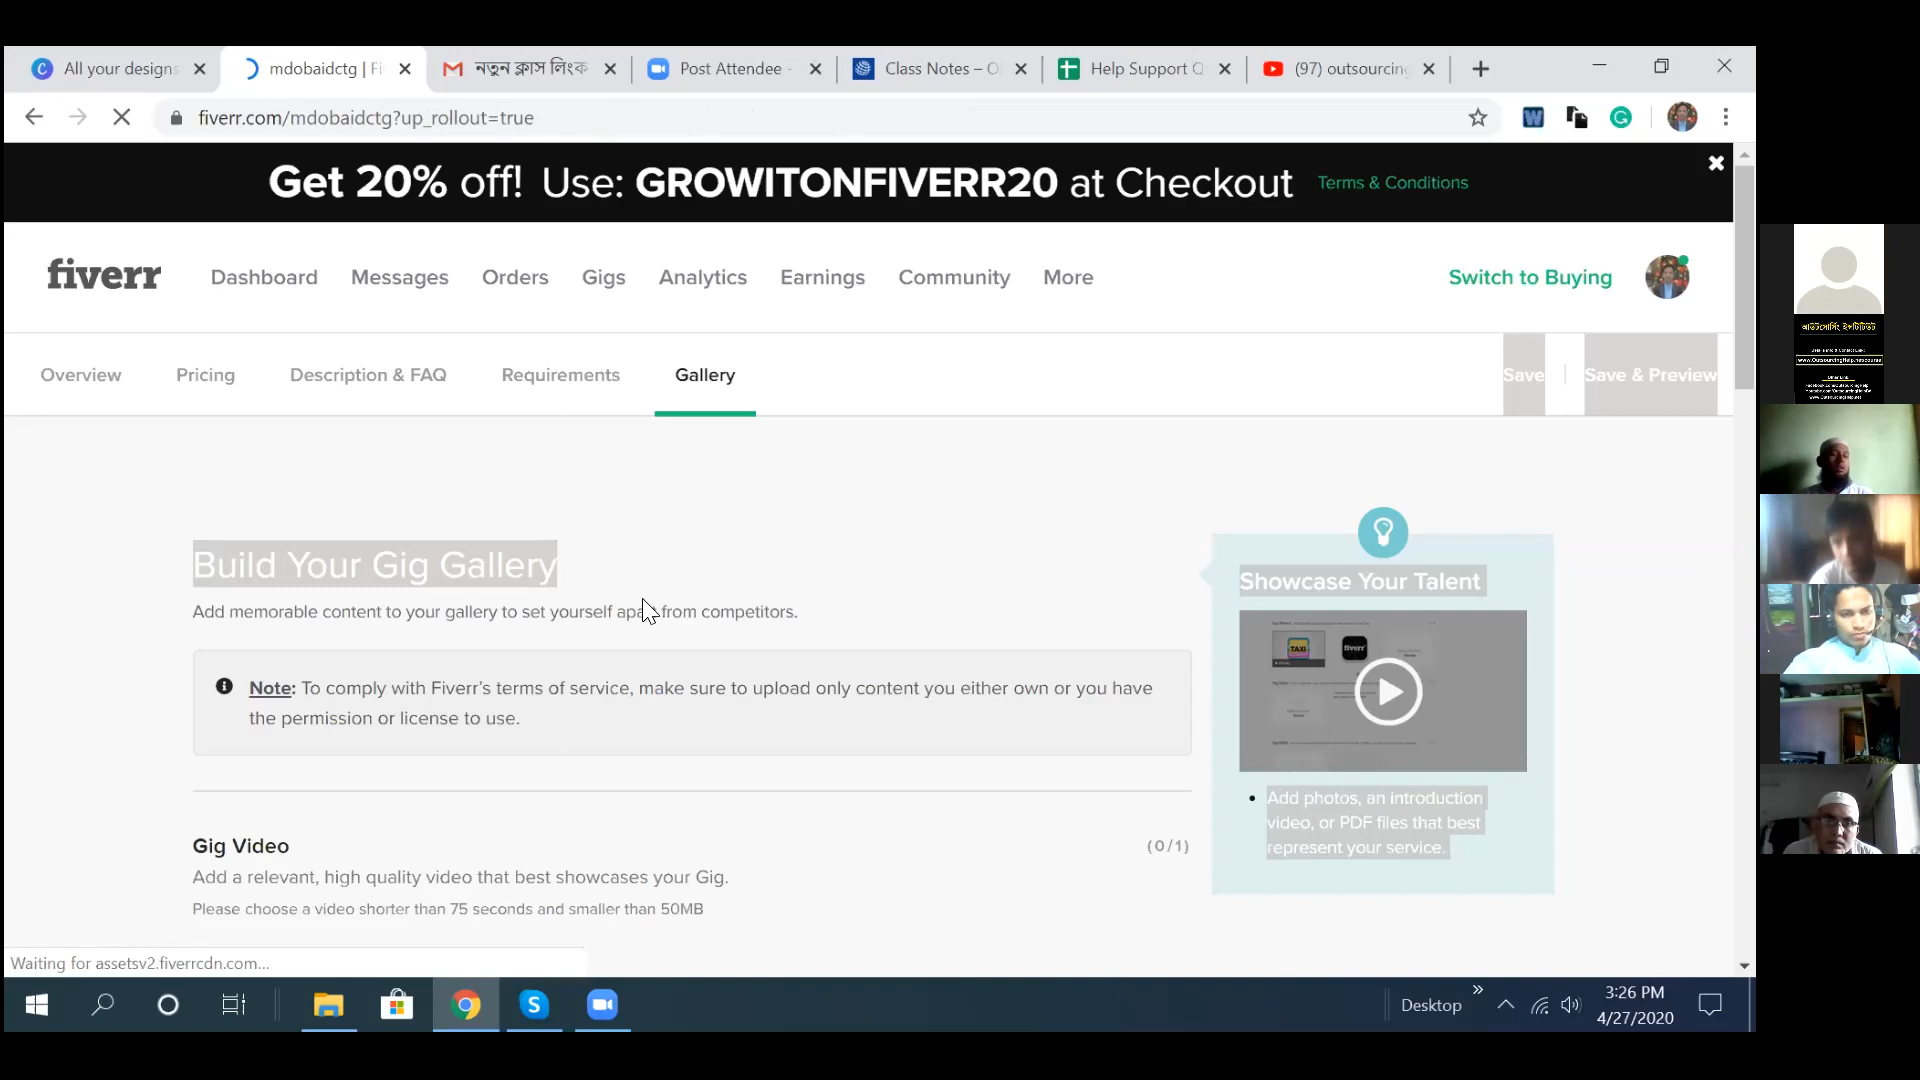 All your designs
mdobaidctg | Fi
নতুন ক্লাস লিংক
Post Attendee -
Class Notes – O
Help Support Q
(97) outsourcing
fiverr.com/mdobaidctg?up_rollout=true
Get 20% off! Use: GROWITONFIVERR20 at Checkout
Terms & Conditions
fiverr
Dashboard
Messages
Orders
Gigs
Analytics
Earnings
Community
More
Switch to Buying
Overview
Pricing
Description & FAQ
Requirements
Gallery
Save
Save & Preview
Build Your Gig Gallery
Add memorable content to your gallery to set yourself apart from competitors.
Note: To comply with Fiverr's terms of service, make sure to upload only content you either own or you have
the permission or license to use.
Gig Video
(0/1)
Add a relevant, high quality video that best showcases your Gig.
Please choose a video shorter than 75 seconds and smaller than 50MB
Showcase Your Talent
TAXI
fiverr
Add photos, an introduction
video, or PDF files that best
represent your service.
Waiting for assetsv2.fiverrcdn.com...
Desktop
3:26 PM
4/27/2020
আউটসোর্সিং ইন্সটিটিউট